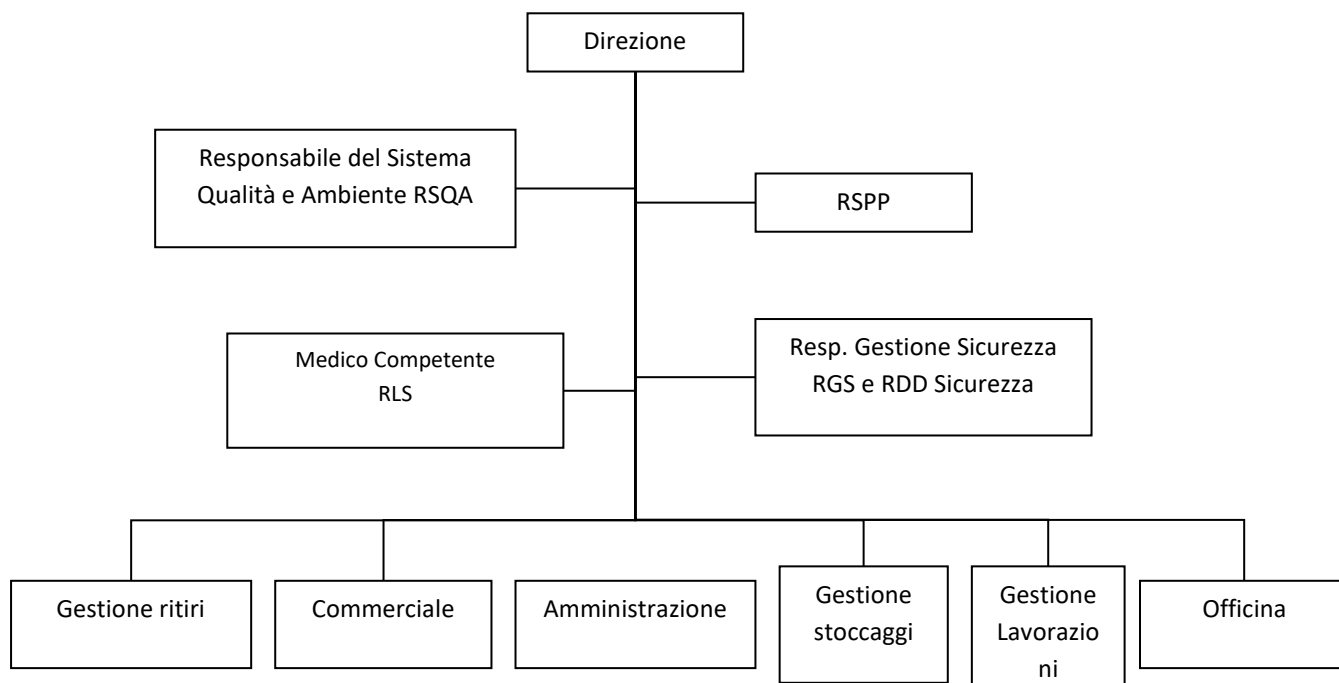 Direzione
Responsabile del Sistema
Qualità e Ambiente RSQA
RSPP
Medico Competente
RLS
Resp. Gestione Sicurezza
RGS e RDD Sicurezza
Gestione ritiri
Commerciale
Amministrazione
Gestione
stoccaggi
Gestione
Lavorazio
ni
Officina